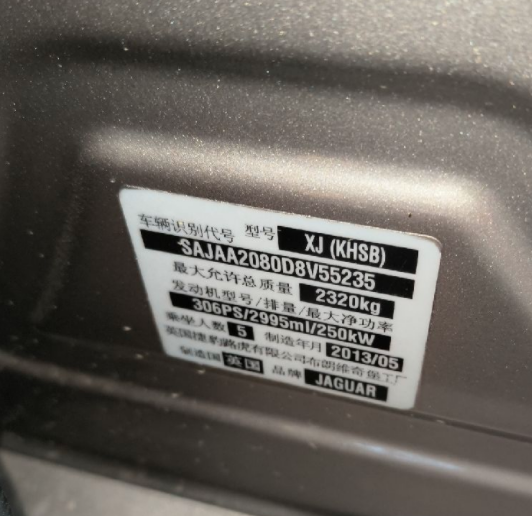 车辆识别代号 型号 XJ (KHSB)
SAJAA2080D8V55235
最大允许总质量 2320kg
发动机型号/排量/最大净功率
306PS/2995ml/250kW
乘坐人数 5 制造年月 2013/05
英国捷豹路虎有限公司布朗维奇堡工厂
制造国 英国 品牌 JAGUAR